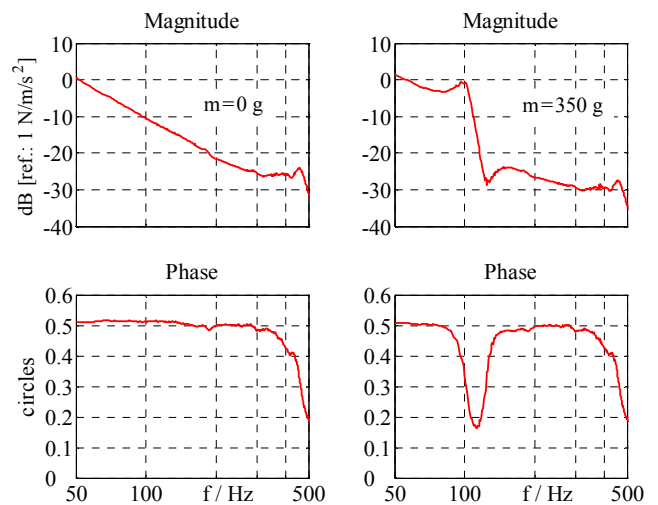 Magnitude Magnitude
10 10
0 0
-10 -10
-20 -20
-30 -30
-40 -40
dB [ref.: 1 N/m/s²]
m=0 g m=350 g
Phase Phase
0.6 0.6
0.5 0.5
0.4 0.4
0.3 0.3
0.2 0.2
0.1 0.1
0 0
circles
50 100 f / Hz 500 50 100 f / Hz 500